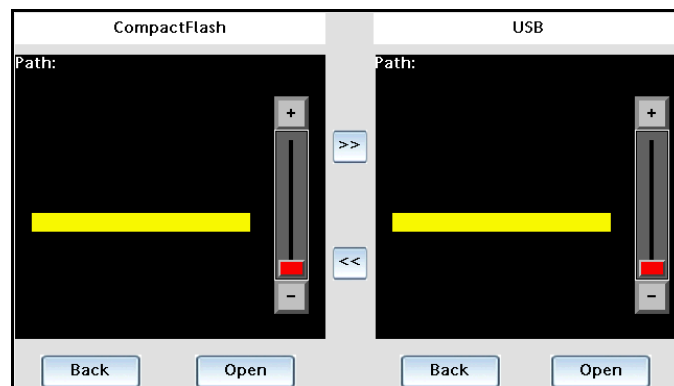 CompactFlash USB
Path: Path:
+ +
>>
<<
− −
Back Open Back Open